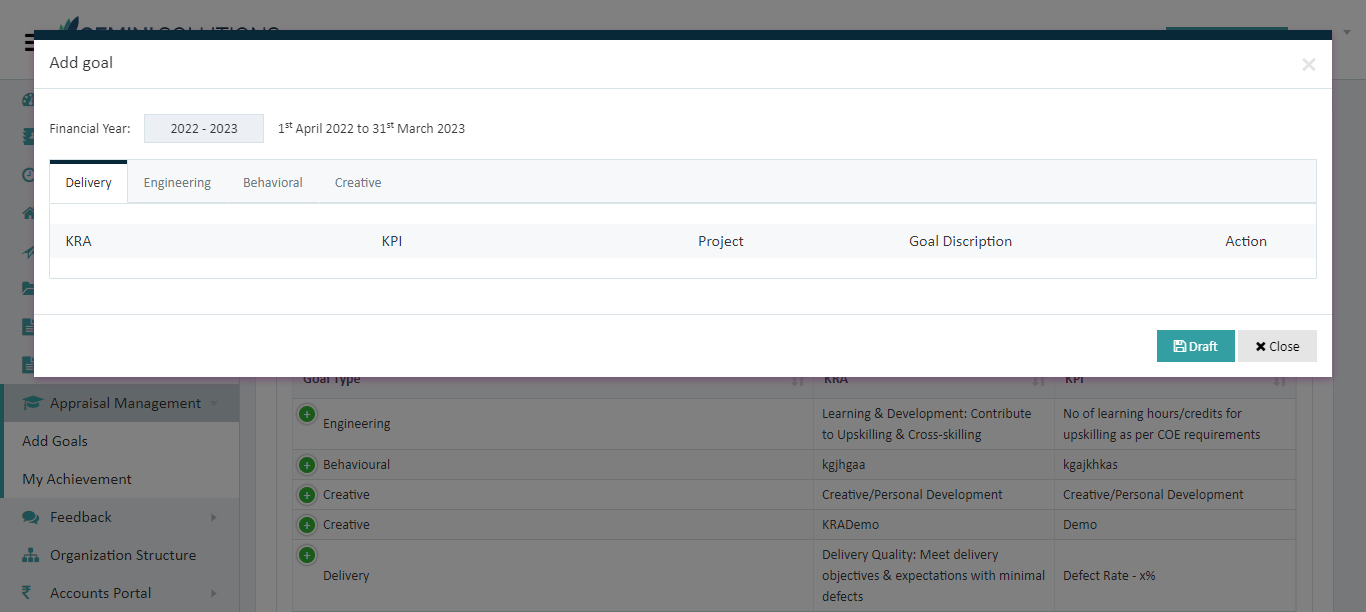 GEMINI SOLUTIONS
Add goal
×
Financial Year: 2022 - 2023 1st April 2022 to 31st March 2023
Delivery Engineering Behavioral Creative
KRA KPI Project Goal Discription Action
Draft Close
Goal Type KRA KPI
Appraisal Management
Add Goals
My Achievement
Feedback
Organization Structure
Accounts Portal
Engineering
Learning & Development: Contribute
to Upskilling & Cross-skilling
No of learning hours/credits for
upskilling as per COE requirements
Behavioural kgjhgaa kgajkhkas
Creative Creative/Personal Development Creative/Personal Development
Creative KRADemo Demo
Delivery
Delivery Quality: Meet delivery
objectives & expectations with minimal
defects
Defect Rate - x%